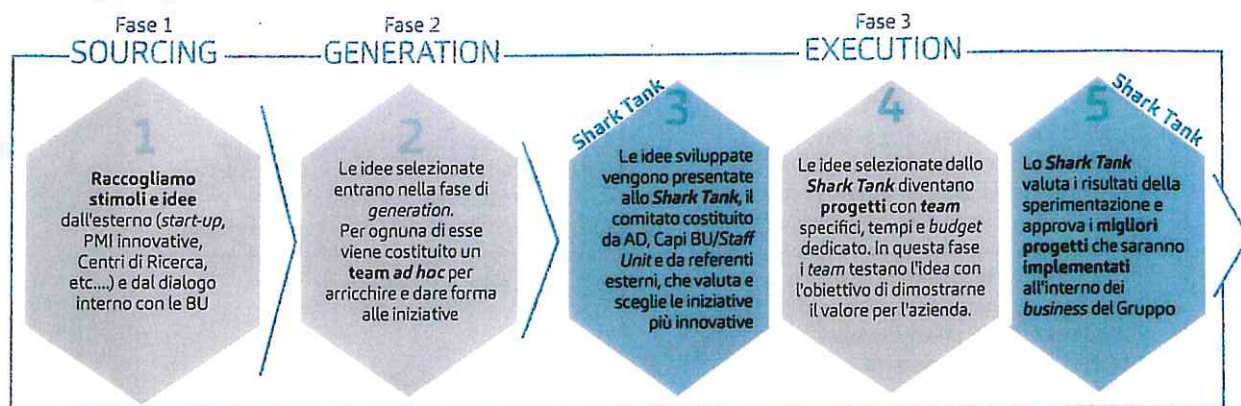 Fase 1
SOURCING
Fase 2
GENERATION
Fase 3
EXECUTION
1
Raccogliamo
stimoli e idee
dall'esterno (start-up,
PMI innovative,
Centri di Ricerca,
etc....) e dal dialogo
interno con le BU
2
Le idee selezionate
entrano nella fase di
generation.
Per ognuna di esse
viene costituito un
team ad hoc per
arricchire e dare forma
alle iniziative
Shark Tank
3
Le idee sviluppate
vengono presentate
allo Shark Tank, il
comitato costituito
da AD, Capi BU/Staff
Unit e da referenti
esterni, che valuta e
sceglie le iniziative
più innovative
4
Le idee selezionate dallo
Shark Tank diventano
progetti con team
specifici, tempi e budget
dedicato. In questa fase
i team testano l'idea con
l'obiettivo di dimostrarne
il valore per l'azienda.
5
Shark Tank
Lo Shark Tank
valuta i risultati della
sperimentazione e
approva i migliori
progetti che saranno
implementati
all'interno dei
business del Gruppo